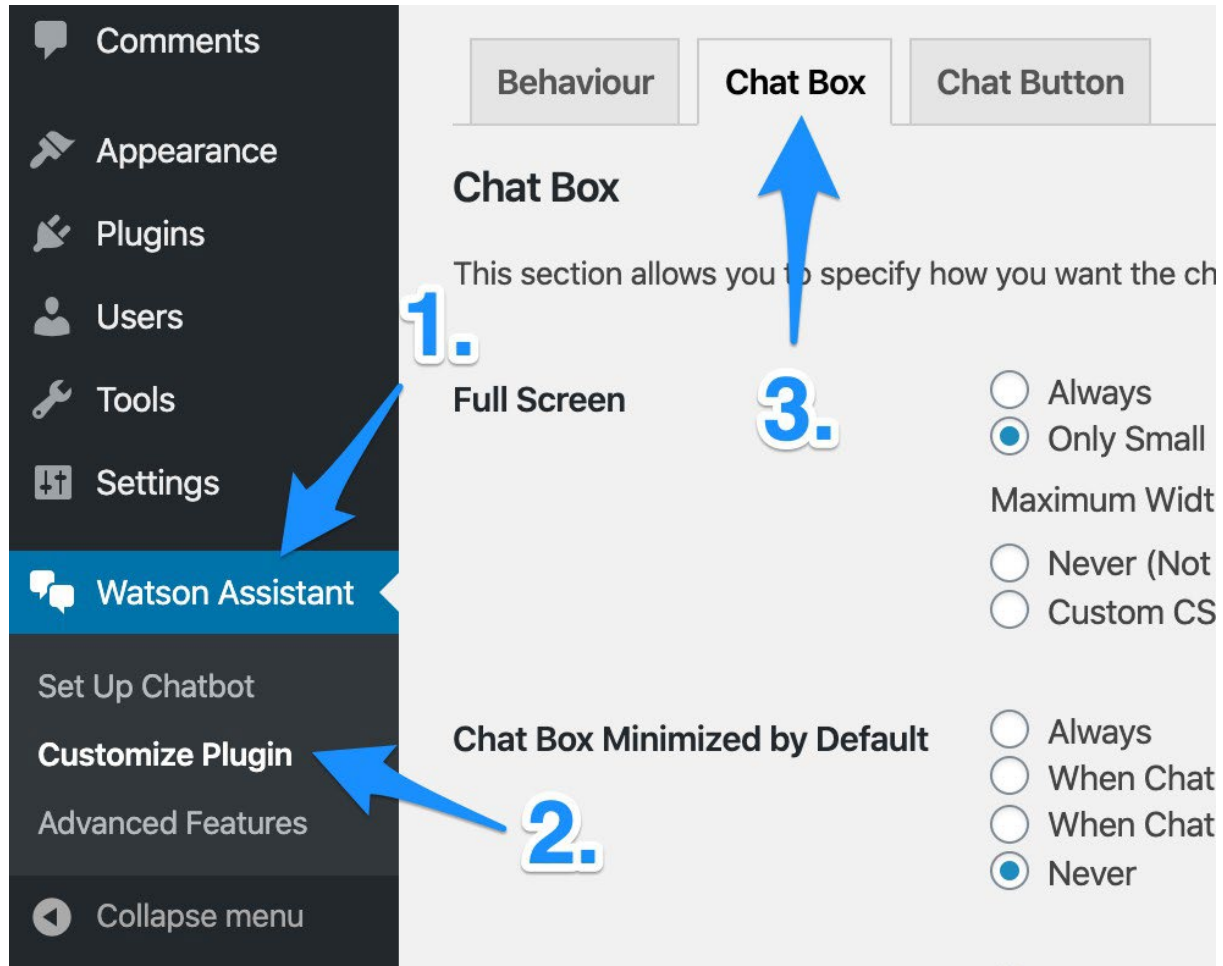 Comments
Appearance
Plugins
Users
Tools
Settings
Watson Assistant
Set Up Chatbot
Customize Plugin
Advanced Features
Collapse menu
1.
2.
3.
Behaviour
Chat Box
Chat Button
Chat Box
This section allows you to specify how you want the ch
Full Screen
Always
Only Small
Maximum Widt
Never (Not
Custom CS
Chat Box Minimized by Default
Always
When Chat
When Chat
Never